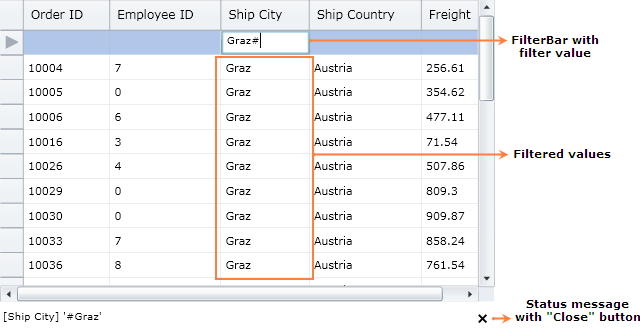 Order ID Employee ID Ship City Ship Country Freight
Graz#
FilterBar with
filter value
10004 7 Graz Austria 256.61
10005 0 Graz Austria 354.62
10006 6 Graz Austria 477.11
10016 3 Graz Austria 71.54
10026 4 Graz Austria 507.86
10029 0 Graz Austria 809.3
10030 0 Graz Austria 909.87
10033 7 Graz Austria 858.24
10036 8 Graz Austria 761.54
Filtered values
[Ship City] '#Graz'
Status message
with "Close" button